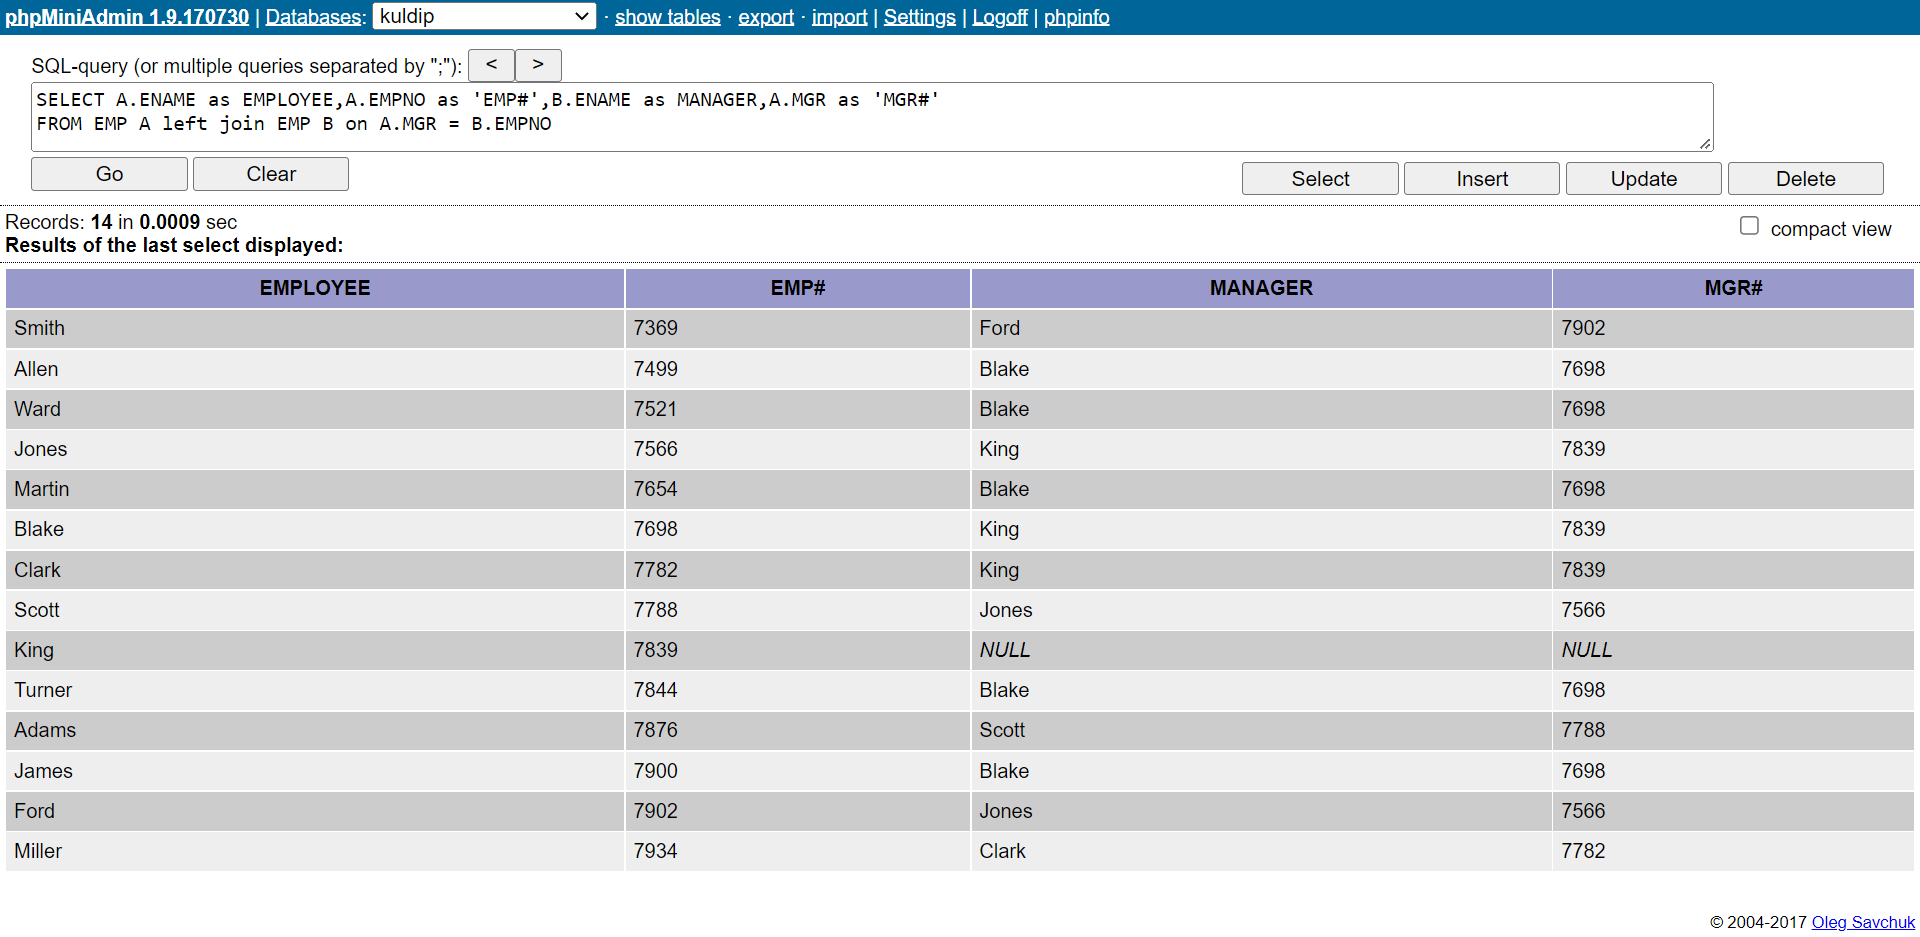 phpMiniAdmin 1.9.170730 | Databases: kuldip · show tables · export · import | Settings | Logoff | phpinfo
SQL-query (or multiple queries separated by ";"): < >
SELECT A.ENAME as EMPLOYEE,A.EMPNO as 'EMP#',B.ENAME as MANAGER,A.MGR as 'MGR#'
FROM EMP A left join EMP B on A.MGR = B.EMPNO
Go Clear Select Insert Update Delete
Records: 14 in 0.0009 sec
compact view
Results of the last select displayed:
EMPLOYEE EMP# MANAGER MGR#
Smith 7369 Ford 7902
Allen 7499 Blake 7698
Ward 7521 Blake 7698
Jones 7566 King 7839
Martin 7654 Blake 7698
Blake 7698 King 7839
Clark 7782 King 7839
Scott 7788 Jones 7566
King 7839 NULL NULL
Turner 7844 Blake 7698
Adams 7876 Scott 7788
James 7900 Blake 7698
Ford 7902 Jones 7566
Miller 7934 Clark 7782
© 2004-2017 Oleg Savchuk